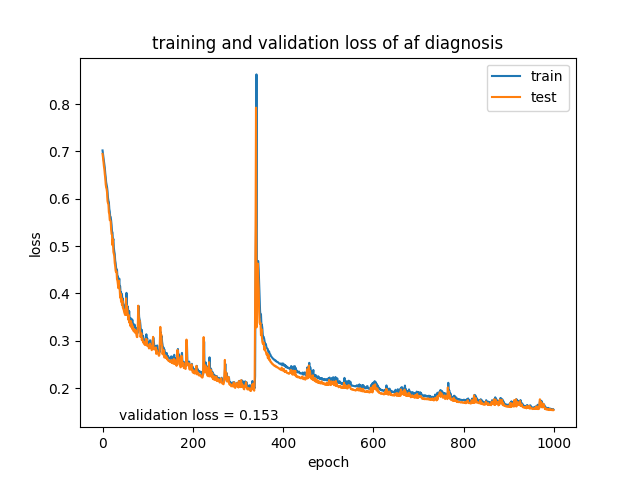 training and validation loss of af diagnosis
train
test
loss
0.8
0.7
0.6
0.5
0.4
0.3
0.2
validation loss = 0.153
0
200
400
600
800
1000
epoch